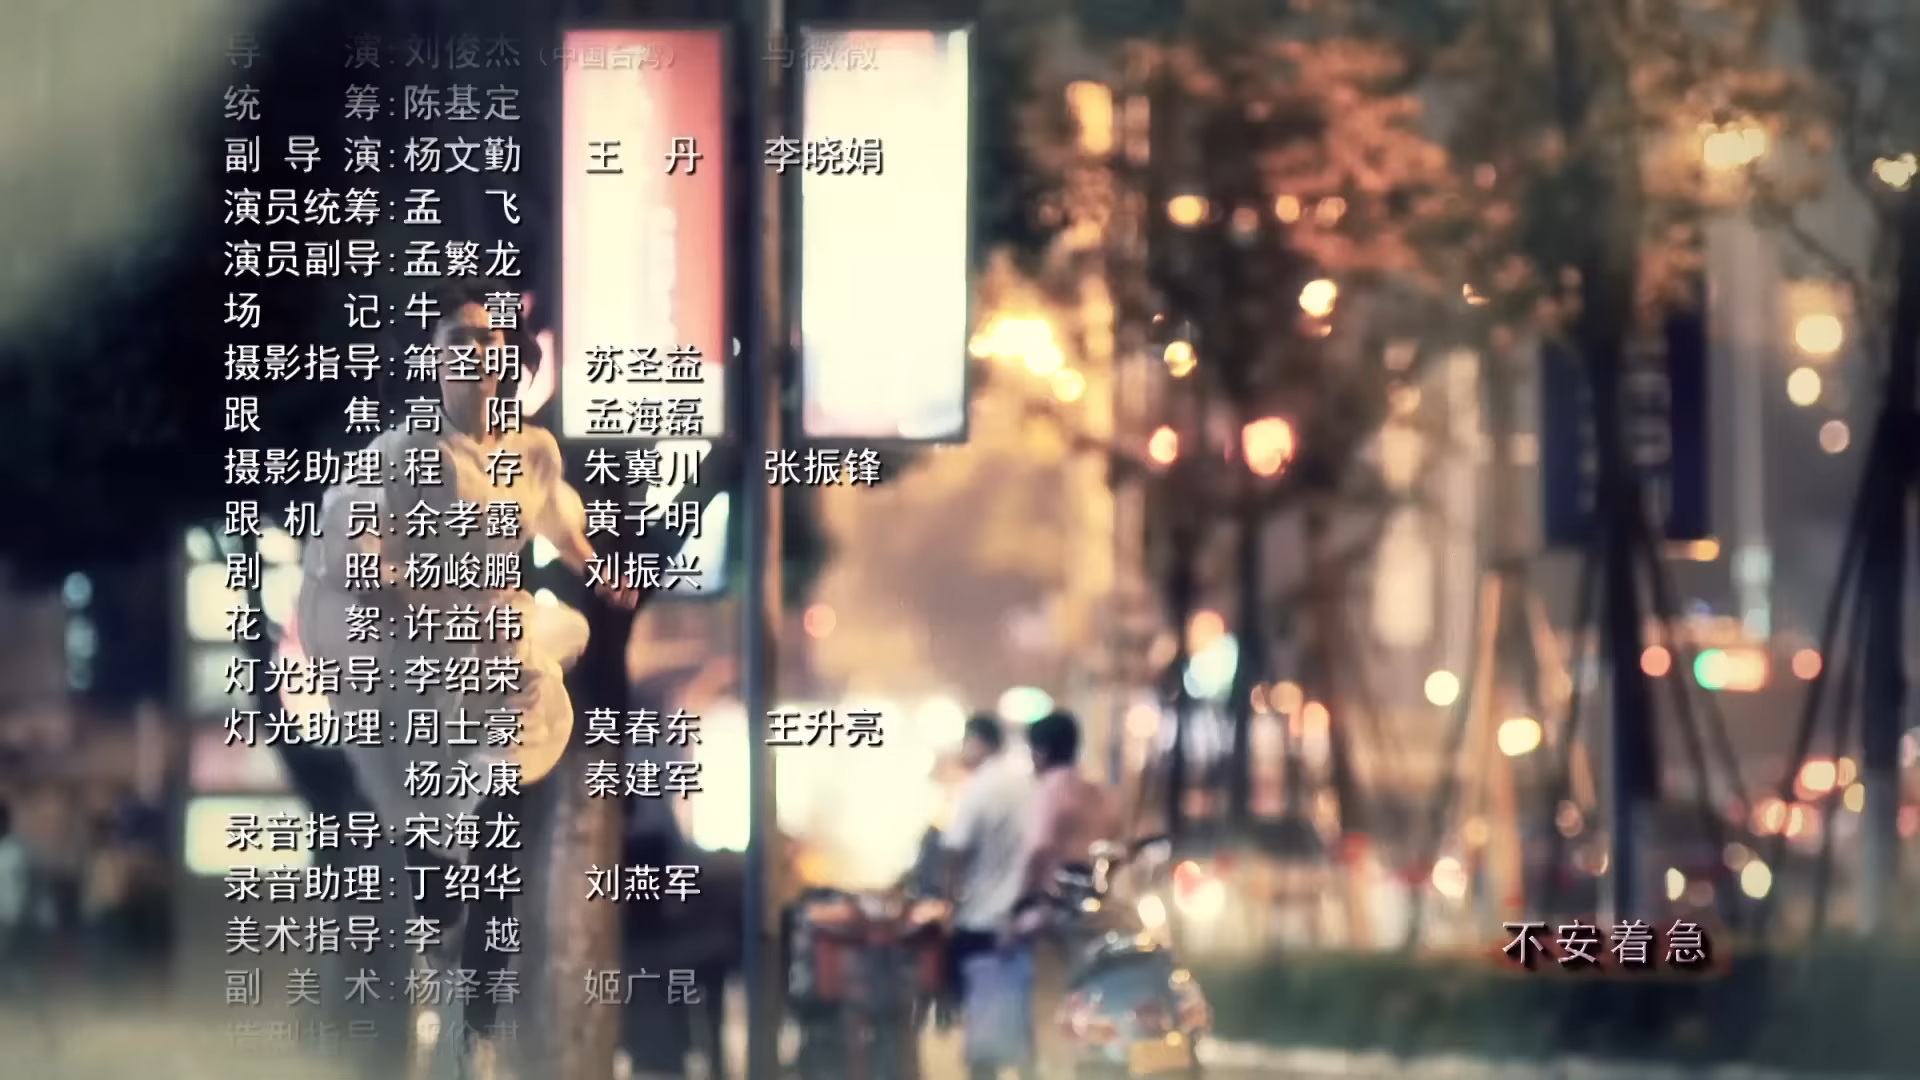 导 演:刘俊杰(中国台湾) 马薇薇
统 筹:陈基定
副 导 演:杨文勤 王 丹 李晓娟
演员统筹:孟 飞
演员副导:孟繁龙
场 记:牛 蕾
摄影指导:箫圣明 苏圣益
跟 焦:高 阳 孟海磊
摄影助理:程 存 朱冀川 张振锋
跟 机 员:余孝露 黄子明
剧 照:杨峻鹏 刘振兴
花 絮:许益伟
灯光指导:李绍荣
灯光助理:周士豪 莫春东 王升亮
杨永康 秦建军
录音指导:宋海龙
录音助理:丁绍华 刘燕军
美术指导:李 越
副 美 术:杨泽春 姬广昆
造型指导
不安着急